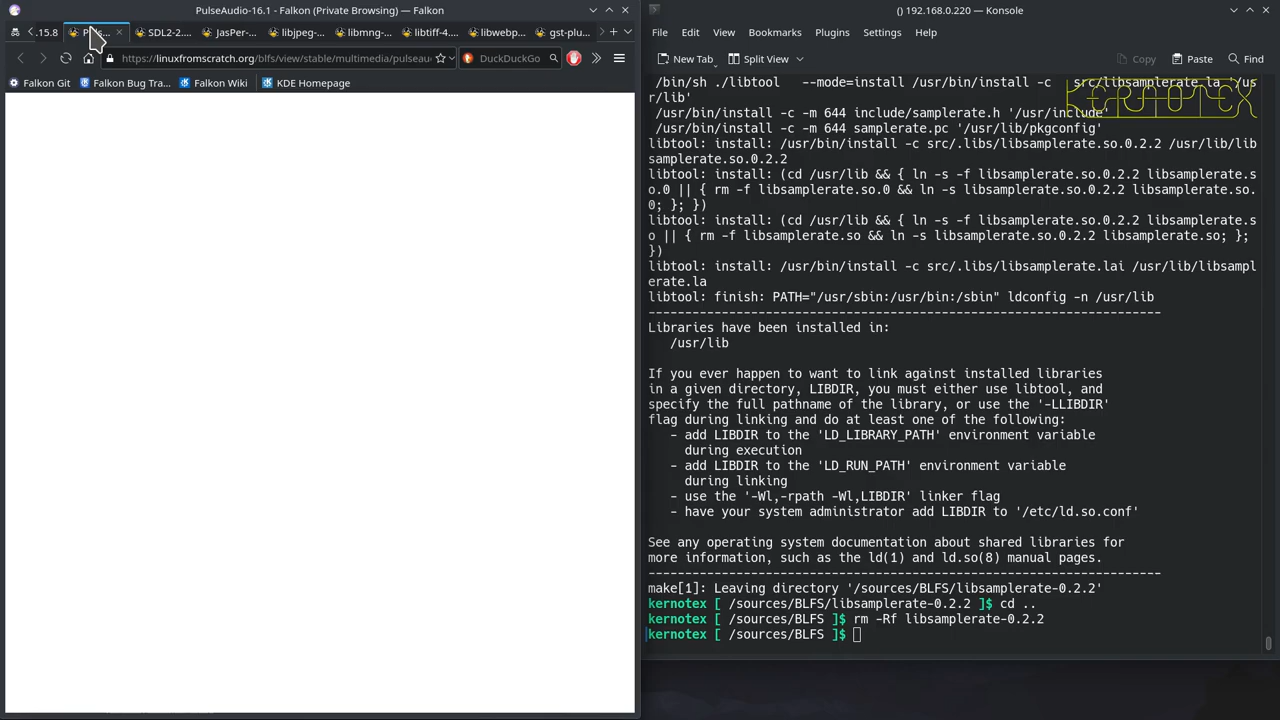 PulseAudio-16.1 - Falkon (Private Browsing) — Falkon
.15.8
SDL2-2....
JasPer-...
libjpeg-...
libmng-...
libtiff-4....
libwebp...
gst-plu...
https://linuxfromscratch.org/blfs/view/stable/multimedia/pulseau
DuckDuckGo
Falkon Git
Falkon Bug Tra...
Falkon Wiki
KDE Homepage
() 192.168.0.220 — Konsole
File Edit View Bookmarks Plugins Settings Help
New Tab
Split View
Copy
Paste
Find
KERNOTEX
/bin/sh ./libtool   --mode=install /usr/bin/install -c   src/libsamplerate.la '/us
r/lib'
/usr/bin/install -c -m 644 include/samplerate.h '/usr/include'
/usr/bin/install -c -m 644 samplerate.pc '/usr/lib/pkgconfig'
libtool: install: /usr/bin/install -c src/.libs/libsamplerate.so.0.2.2 /usr/lib/lib
samplerate.so.0.2.2
libtool: install: (cd /usr/lib && { ln -s -f libsamplerate.so.0.2.2 libsamplerate.s
o.0 || { rm -f libsamplerate.so.0 && ln -s libsamplerate.so.0.2.2 libsamplerate.so.
0; }; })
libtool: install: (cd /usr/lib && { ln -s -f libsamplerate.so.0.2.2 libsamplerate.s
o || { rm -f libsamplerate.so && ln -s libsamplerate.so.0.2.2 libsamplerate.so; };
})
libtool: install: /usr/bin/install -c src/.libs/libsamplerate.lai /usr/lib/libsampl
erate.la
libtool: finish: PATH="/usr/sbin:/usr/bin:/sbin" ldconfig -n /usr/lib
----------------------------------------------------------------------
Libraries have been installed in:
   /usr/lib
If you ever happen to want to link against installed libraries
in a given directory, LIBDIR, you must either use libtool, and
specify the full pathname of the library, or use the '-LLIBDIR'
flag during linking and do at least one of the following:
   - add LIBDIR to the 'LD_LIBRARY_PATH' environment variable
     during execution
   - add LIBDIR to the 'LD_RUN_PATH' environment variable
     during linking
   - use the '-Wl,-rpath -Wl,LIBDIR' linker flag
   - have your system administrator add LIBDIR to '/etc/ld.so.conf'
See any operating system documentation about shared libraries for
more information, such as the ld(1) and ld.so(8) manual pages.
----------------------------------------------------------------------
make[1]: Leaving directory '/sources/BLFS/libsamplerate-0.2.2'
kernotex [ /sources/BLFS/libsamplerate-0.2.2 ]$ cd ..
kernotex [ /sources/BLFS ]$ rm -Rf libsamplerate-0.2.2
kernotex [ /sources/BLFS ]$